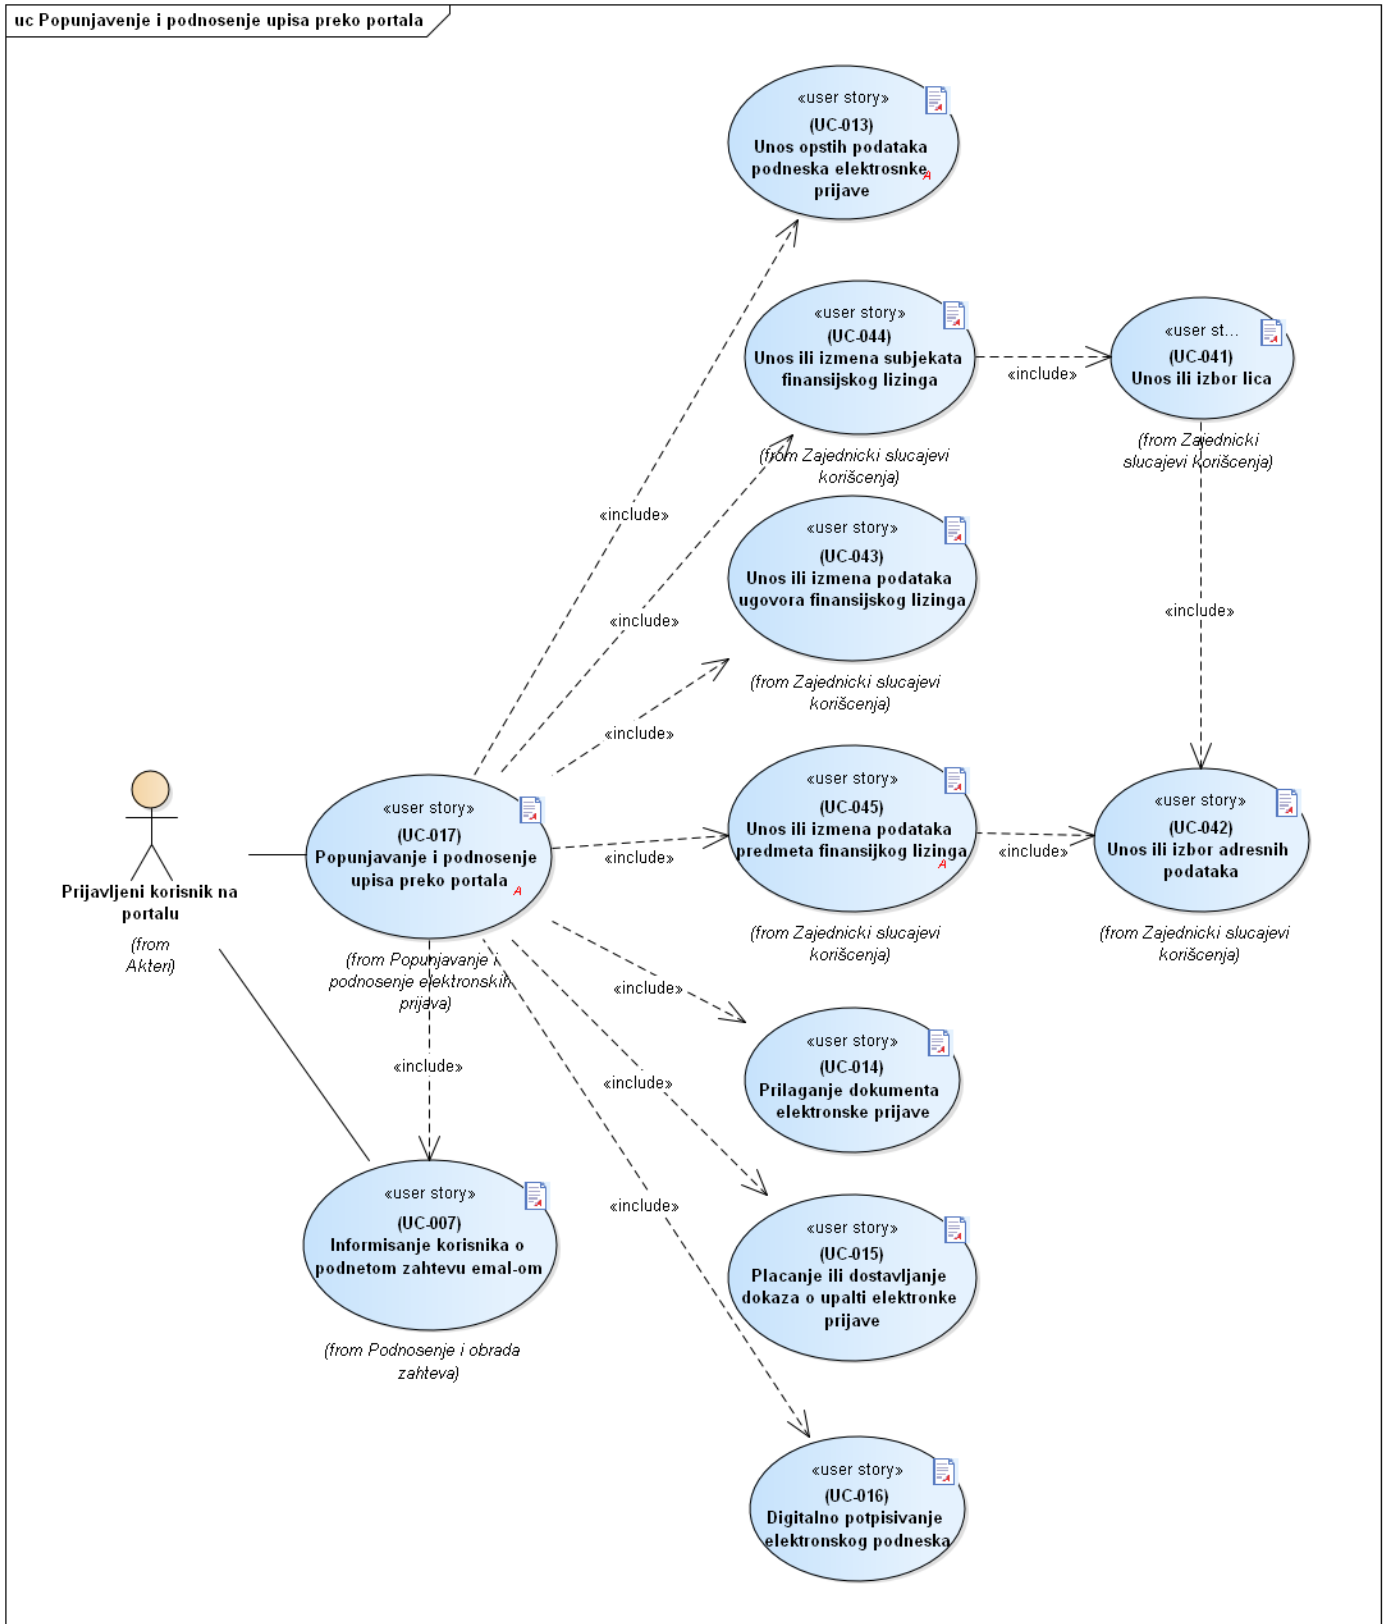 uc Popunjavenje i podnosenje upisa preko portala
«user story»
(UC-013)
Unos opstih podataka
podneska elektrosnke
prijave
«user story»
(UC-044)
Unos ili izmena subjekata
finansijskog lizinga
(from Zajednicki slucajevi
korišcenja)
«include»
«user st...
(UC-041)
Unos ili izbor lica
(from Zajednicki
slucajevi korišcenja)
«include»
«include»
«include»
«include»
«user story»
(UC-043)
Unos ili izmena podataka
ugovora finansijskog lizinga
(from Zajednicki slucajevi
korišcenja)
Prijavljeni korisnik na
portalu
(from
Akteri)
«user story»
(UC-017)
Popunjavanje i podnosenje
upisa preko portala
(from Popunjavanje i
podnosenje elektronskih
prijava)
«include»
«user story»
(UC-045)
Unos ili izmena podataka
predmeta finansijkog lizinga
(from Zajednicki slucajevi
korišcenja)
«include»
«user story»
(UC-042)
Unos ili izbor adresnih
podataka
(from Zajednicki slucajevi
korišcenja)
«include»
«include»
«include»
«include»
«user story»
(UC-014)
Prilaganje dokumenta
elektronske prijave
«user story»
(UC-007)
Informisanje korisnika o
podnetom zahtevu emal-om
(from Podnosenje i obrada
zahteva)
«user story»
(UC-015)
Placanje ili dostavljanje
dokaza o upalti elektronke
prijave
«user story»
(UC-016)
Digitalno potpisivanje
elektronskog podneska